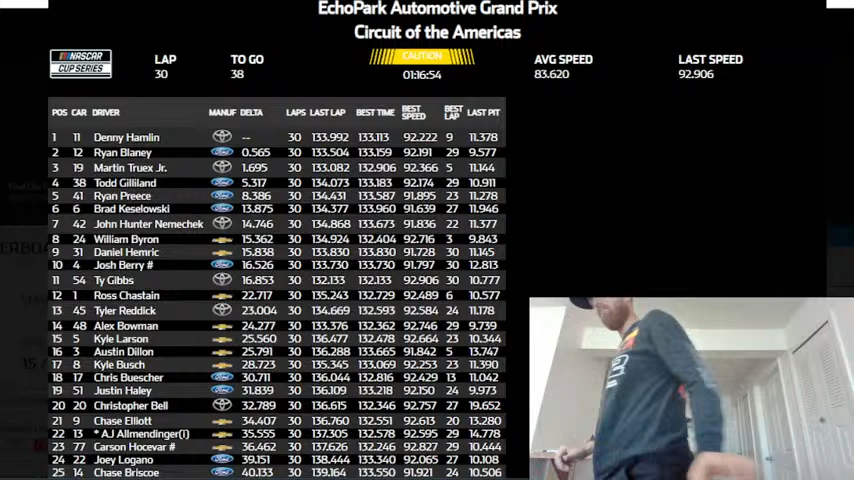 EchoPark Automotive Grand Prix
Circuit of the Americas
NASCAR
CUP SERIES
LAP
30
TO GO
38
CAUTION
01:16:54
AVG SPEED
83.620
LAST SPEED
92.906
POS CAR DRIVER MANUF DELTA LAPS LAST LAP BEST TIME BEST SPEED BEST LAP LAST PIT
1 11 Denny Hamlin -- 30 133.992 133.113 92.222 9 11.378
2 12 Ryan Blaney Ford 0.565 30 133.504 133.159 92.191 29 9.577
3 19 Martin Truex Jr. 1.695 30 133.082 132.906 92.366 5 11.144
4 38 Todd Gilliland Ford 5.317 30 134.073 133.183 92.174 29 10.911
5 41 Ryan Preece Ford 8.386 30 134.431 133.587 91.895 23 11.278
6 6 Brad Keselowski Ford 13.875 30 134.377 133.960 91.639 27 11.946
7 42 John Hunter Nemechek 14.746 30 134.868 133.673 91.836 22 11.377
8 24 William Byron 15.362 30 134.924 132.404 92.716 3 9.843
9 31 Daniel Hemric 15.838 30 133.830 133.830 91.728 30 11.145
10 4 Josh Berry # Ford 16.526 30 133.730 133.730 91.797 30 12.813
11 54 Ty Gibbs 16.853 30 132.133 132.133 92.906 30 10.777
12 1 Ross Chastain 22.717 30 135.243 132.729 92.489 6 10.577
13 45 Tyler Reddick 23.004 30 134.669 132.593 92.584 24 11.178
14 48 Alex Bowman 24.277 30 133.376 132.362 92.746 29 9.739
15 5 Kyle Larson 25.560 30 136.477 132.478 92.664 23 10.344
16 3 Austin Dillon 25.791 30 136.288 133.665 91.842 5 13.747
17 8 Kyle Busch 28.723 30 135.345 133.069 92.253 23 11.390
18 17 Chris Buescher Ford 30.711 30 136.044 132.816 92.429 13 11.042
19 51 Justin Haley Ford 31.839 30 136.109 133.218 92.150 24 9.973
20 20 Christopher Bell 32.789 30 136.615 132.346 92.757 27 19.652
21 9 Chase Elliott 34.407 30 136.760 132.551 92.613 20 13.280
22 13 * AJ Allmendinger(i) 35.555 30 137.305 132.578 92.595 29 14.778
23 77 Carson Hocevar # 36.462 30 137.626 132.246 92.827 29 10.444
24 22 Joey Logano Ford 39.151 30 138.444 133.340 92.065 27 10.108
25 14 Chase Briscoe Ford 40.133 30 139.164 133.550 91.921 24 10.506